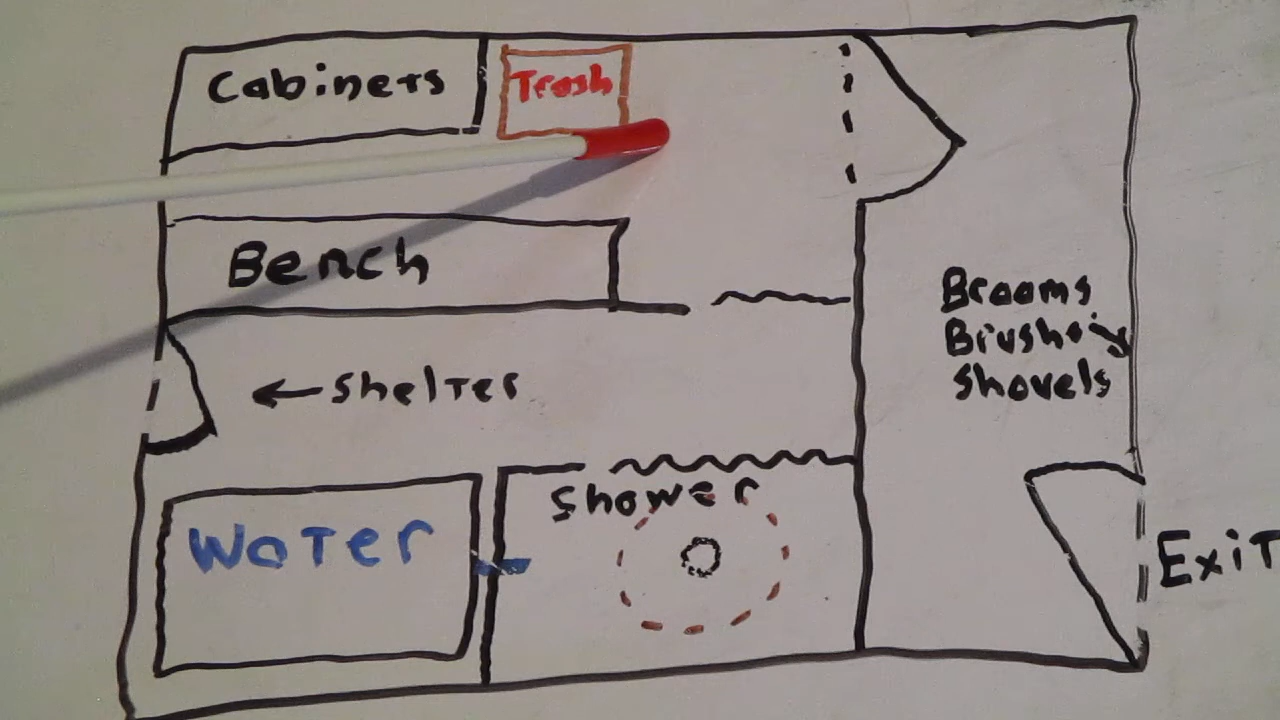 Cabinets
Trash
Bench
Brooms
Brushes
Shovels
← Shelter
Shower
Water
Exit